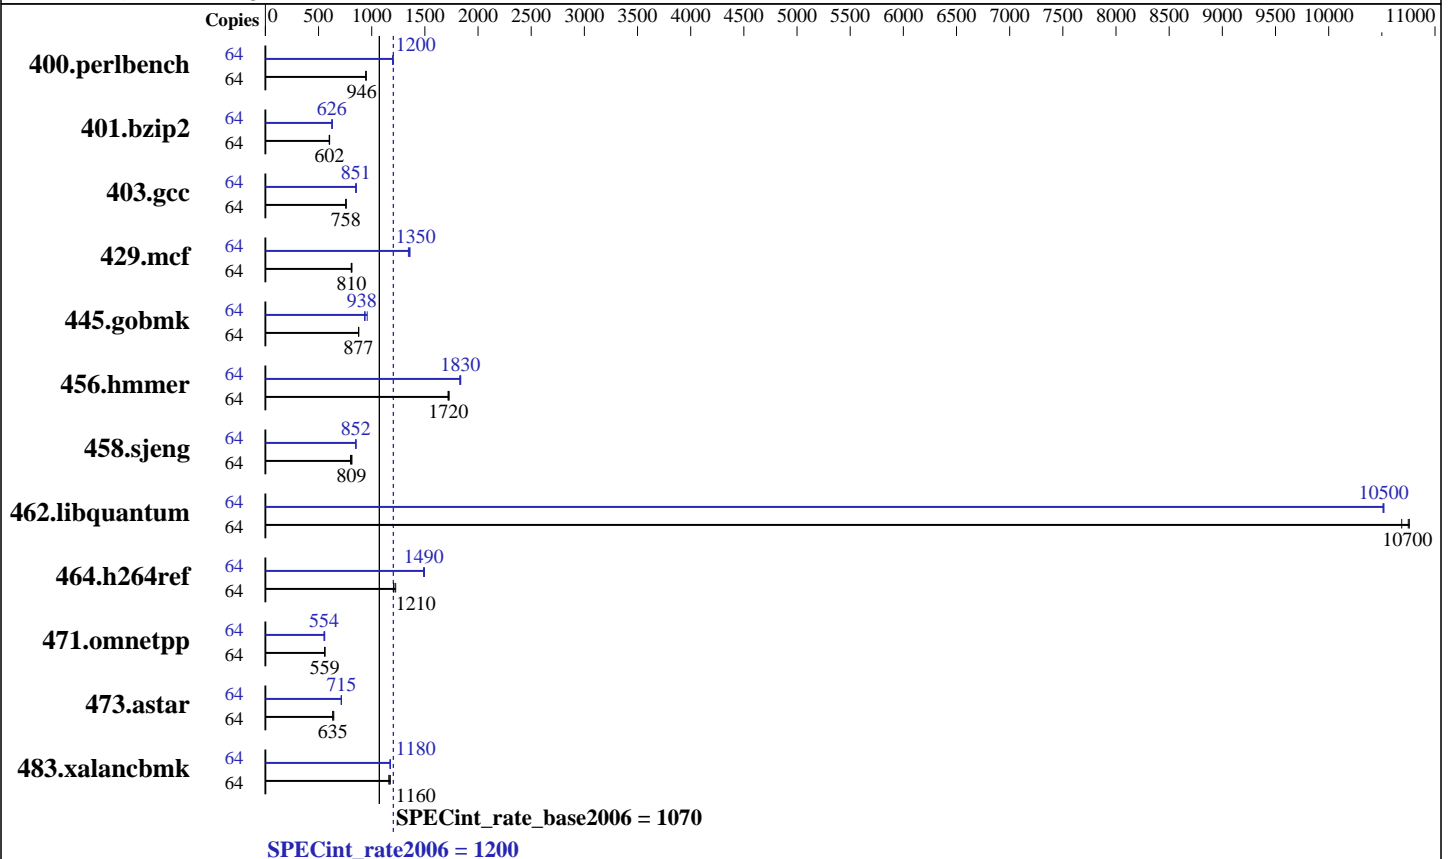 Copies 0 500 1000 1500 2000 2500 3000 3500 4000 4500 5000 5500 6000 6500 7000 7500 8000 8500 9000 9500 10000 11000
400.perlbench 64 1200
64 946
401.bzip2 64 626
64 602
403.gcc 64 851
64 758
429.mcf 64 1350
64 810
445.gobmk 64 938
64 877
456.hmmer 64 1830
64 1720
458.sjeng 64 852
64 809
462.libquantum 64 10500
64 10700
464.h264ref 64 1490
64 1210
471.omnetpp 64 554
64 559
473.astar 64 715
64 635
483.xalancbmk 64 1180
64 1160
SPECint_rate_base2006 = 1070
SPECint_rate2006 = 1200